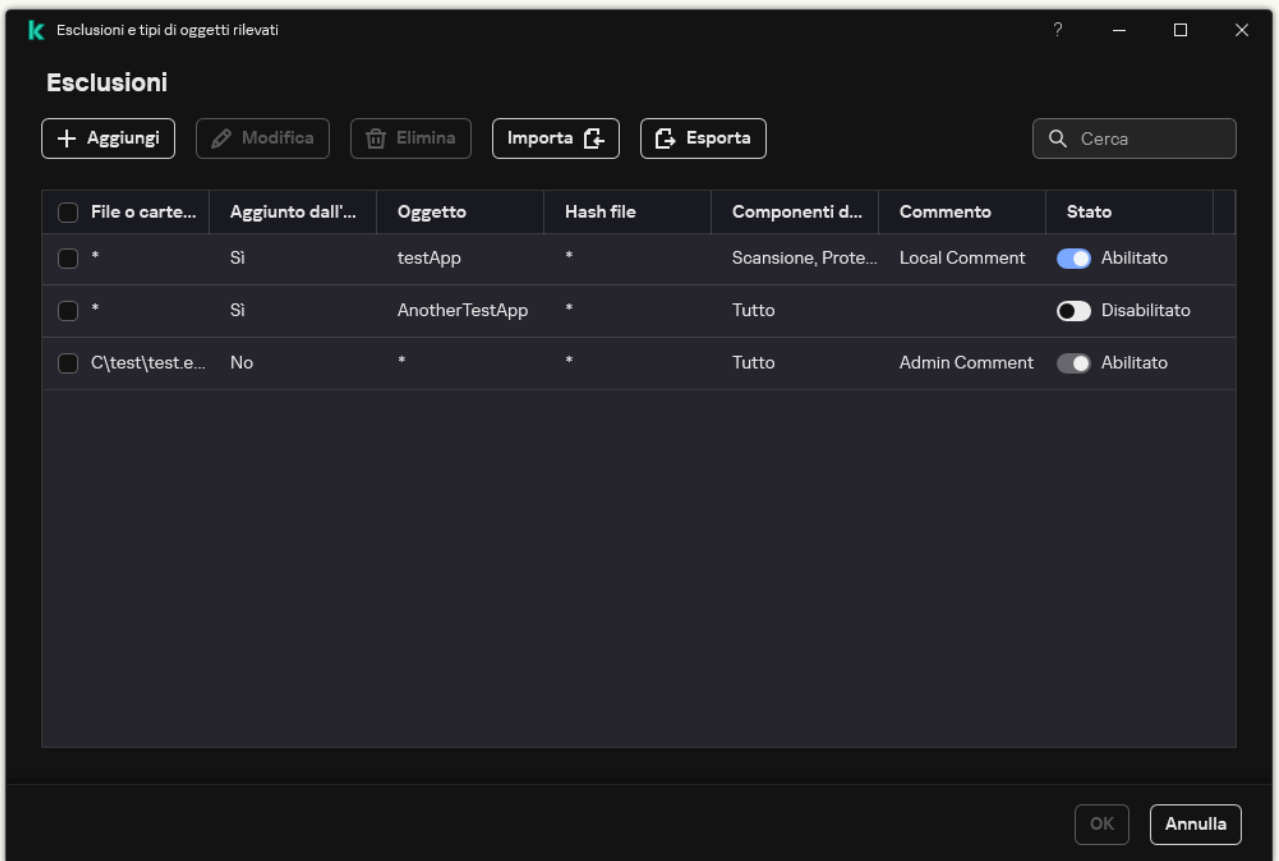 Esclusioni e tipi di oggetti rilevati ?
Esclusioni
Aggiungi Modifica Elimina Importa Esporta Cerca
File o carte... Aggiunto dall'... Oggetto Hash file Componenti d... Commento Stato
* Sì testApp * Scansione, Prote... Local Comment Abilitato
* Sì AnotherTestApp * Tutto Disabilitato
C\test\test.e... No * * Tutto Admin Comment Abilitato
OK Annulla